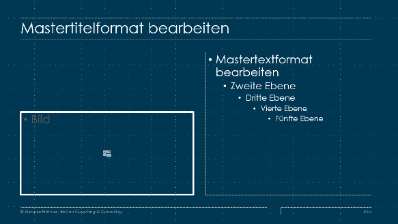 Mastertitelformat bearbeiten
• Mastertextformat
bearbeiten
• Zweite Ebene
• Dritte Ebene
• Vierte Ebene
• Fünfte Ebene
• Bild